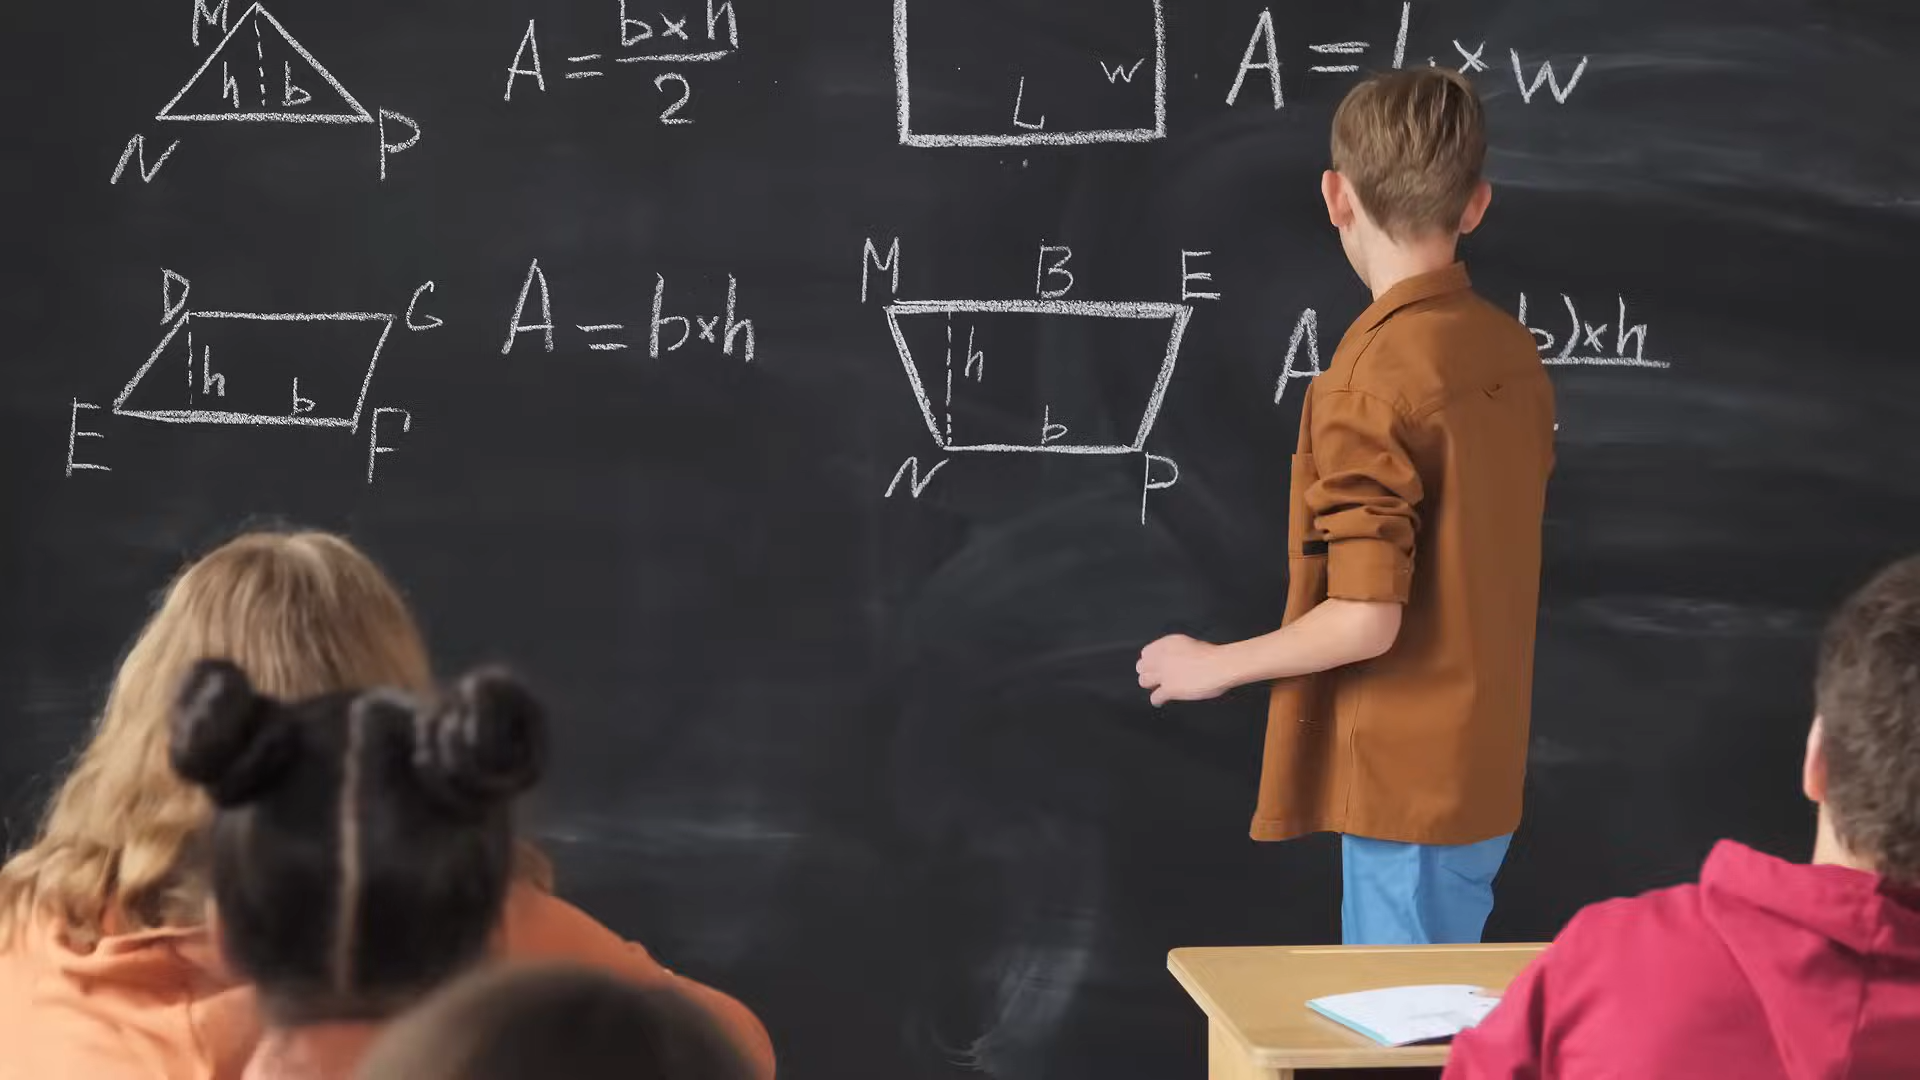 M
h b
N P
A = b×h
2
L
w
A = L × w
D G
h b
E F
A = b×h
M B E
h
b
N P
A b)×h